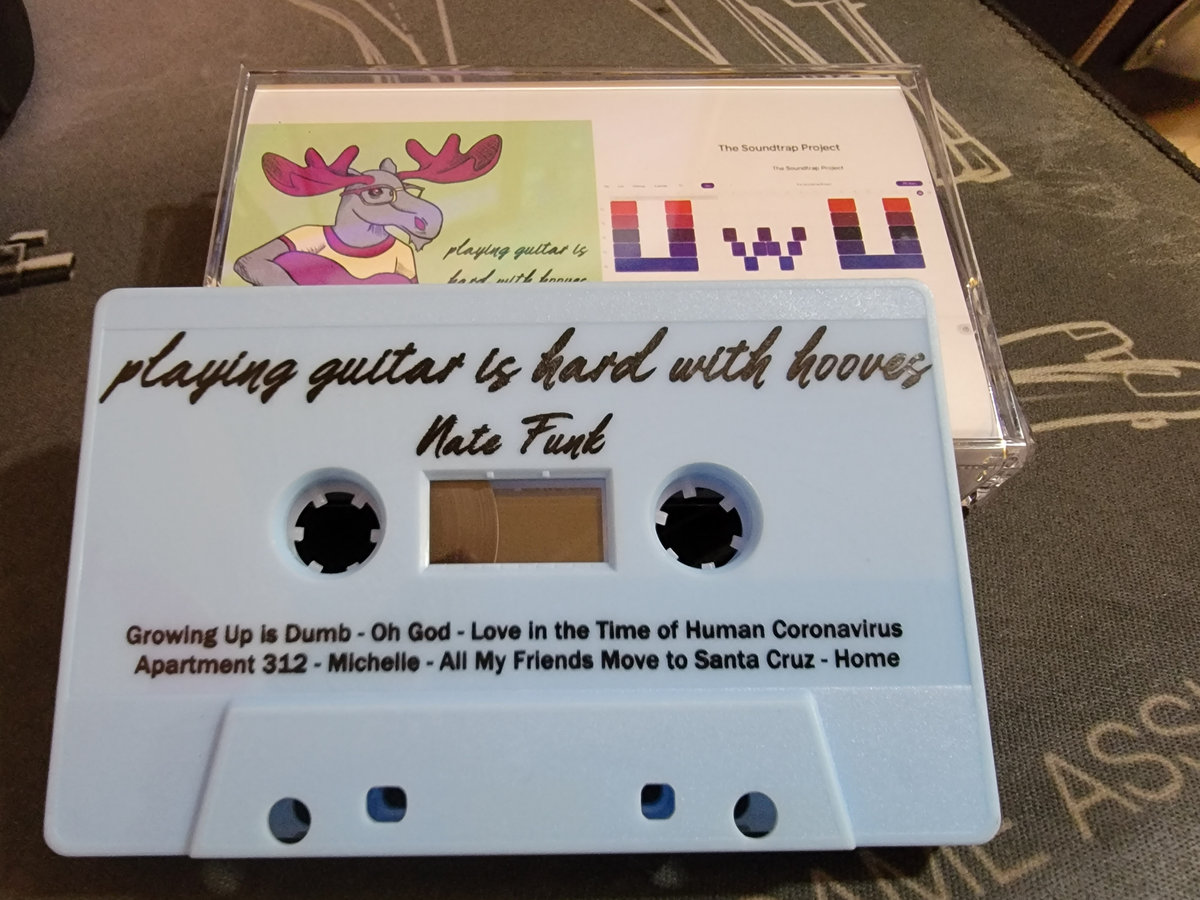 The Soundtrap Project
The Soundtrap Project
UwU
playing guitar is
hard with hooves
playing guitar is hard with hooves
Nate Funk
Growing Up is Dumb - Oh God - Love in the Time of Human Coronavirus
Apartment 312 - Michelle - All My Friends Move to Santa Cruz - Home
ASS